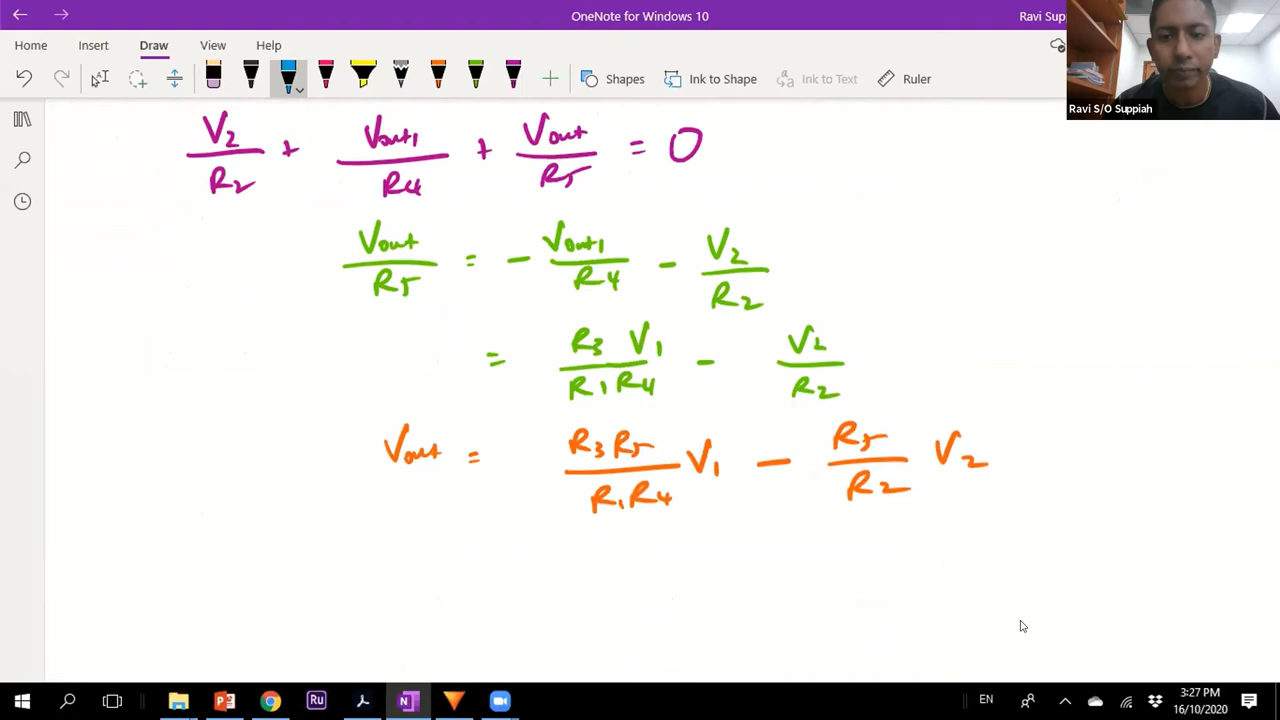 OneNote for Windows 10
Ravi Supp
Home Insert Draw View Help
Shapes Ink to Shape Ink to Text Ruler
Ravi S/O Suppiah
V2/R2 + Vout1/R4 + Vout/R5 = 0
Vout/R5 = - Vout1/R4 - V2/R2
= R3 V1/R1R4 - V2/R2
Vout = R3R5/R1R4 V1 - R5/R2 V2
EN
3:27 PM
16/10/2020